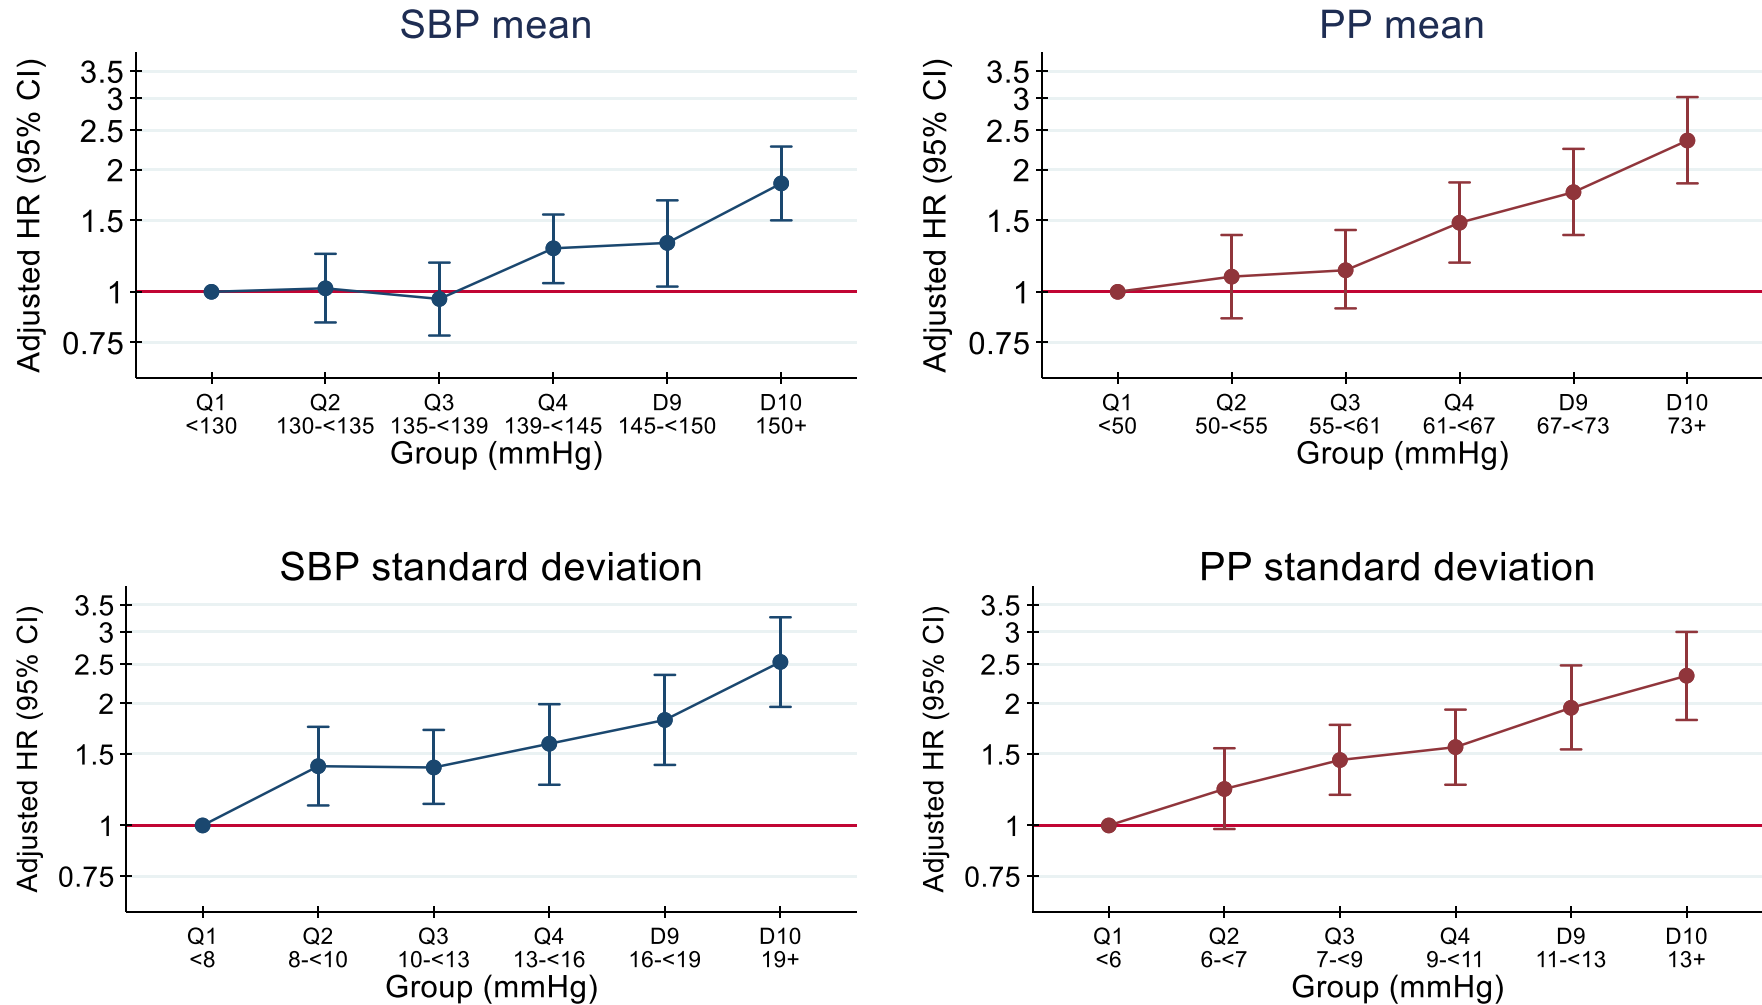 SBP mean
Adjusted HR (95% CI)
3.5
3
2.5
2
1.5
1
0.75
Q1 Q2 Q3 Q4 D9 D10
<130 130-<135 135-<139 139-<145 145-<150 150+
Group (mmHg)
PP mean
Adjusted HR (95% CI)
3.5
3
2.5
2
1.5
1
0.75
Q1 Q2 Q3 Q4 D9 D10
<50 50-<55 55-<61 61-<67 67-<73 73+
Group (mmHg)
SBP standard deviation
Adjusted HR (95% CI)
3.5
3
2.5
2
1.5
1
0.75
Q1 Q2 Q3 Q4 D9 D10
<8 8-<10 10-<13 13-<16 16-<19 19+
Group (mmHg)
PP standard deviation
Adjusted HR (95% CI)
3.5
3
2.5
2
1.5
1
0.75
Q1 Q2 Q3 Q4 D9 D10
<6 6-<7 7-<9 9-<11 11-<13 13+
Group (mmHg)